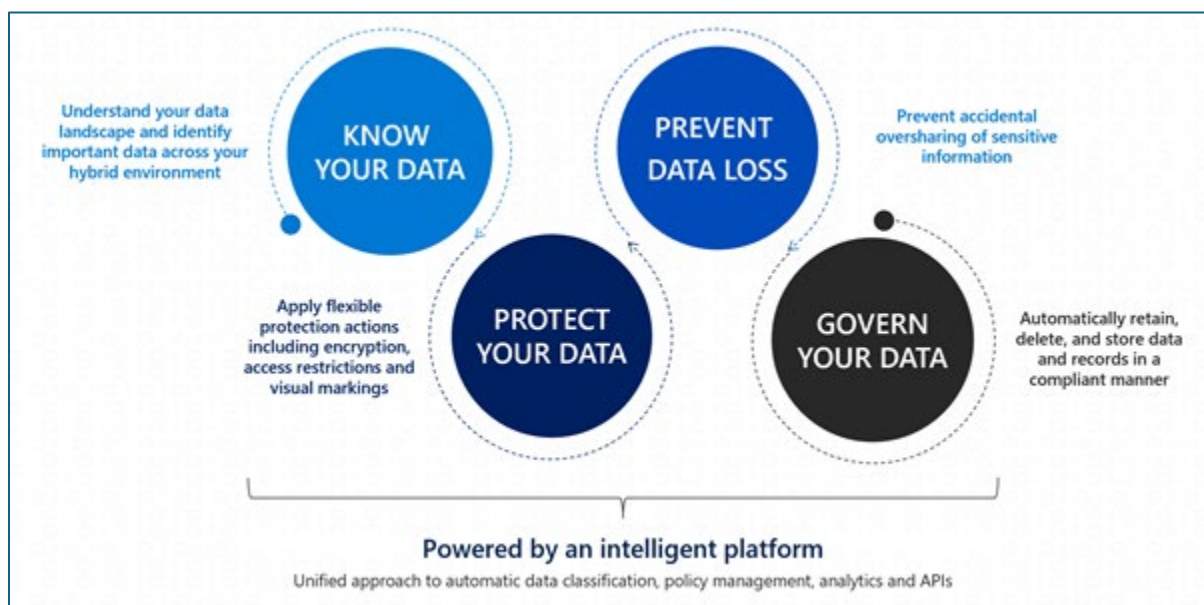 Understand your data
landscape and identify
important data across your
hybrid environment
KNOW
YOUR DATA
Apply flexible
protection actions
including encryption,
access restrictions and
visual markings
PROTECT
YOUR DATA
PREVENT
DATA LOSS
Prevent accidental
oversharing of sensitive
information
GOVERN
YOUR DATA
Automatically retain,
delete, and store data
and records in a
compliant manner
Powered by an intelligent platform
Unified approach to automatic data classification, policy management, analytics and APIs